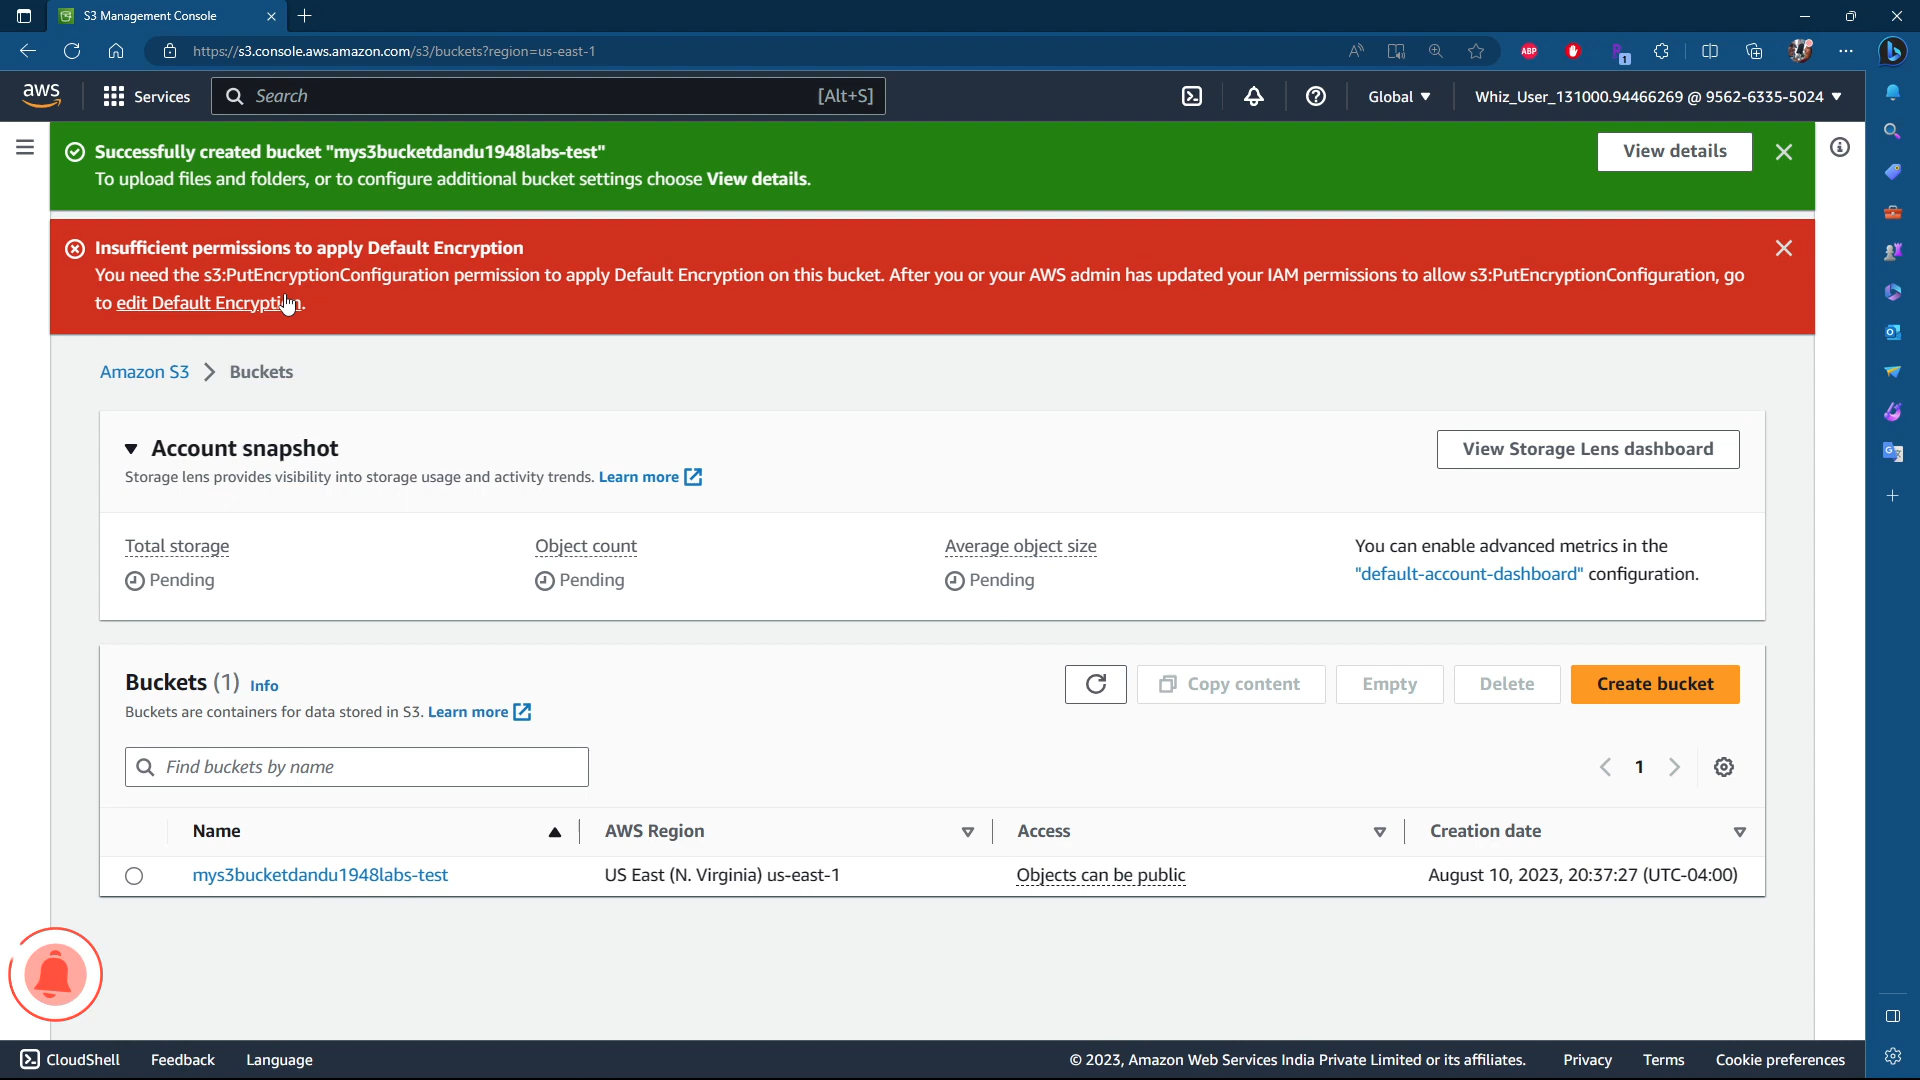 S3 Management Console
https://s3.console.aws.amazon.com/s3/buckets?region=us-east-1
A))
ABP
1
aws
Services
Search
[Alt+S]
Global
Whiz_User_131000.94466269 @ 9562-6335-5024
Successfully created bucket "mys3bucketdandu1948labs-test"
To upload files and folders, or to configure additional bucket settings choose View details.
View details
Insufficient permissions to apply Default Encryption
You need the s3:PutEncryptionConfiguration permission to apply Default Encryption on this bucket. After you or your AWS admin has updated your IAM permissions to allow s3:PutEncryptionConfiguration, go
to edit Default Encryption.
Amazon S3 > Buckets
Account snapshot
Storage lens provides visibility into storage usage and activity trends. Learn more
View Storage Lens dashboard
Total storage
Pending
Object count
Pending
Average object size
Pending
You can enable advanced metrics in the
"default-account-dashboard" configuration.
Buckets (1) Info
Buckets are containers for data stored in S3. Learn more
Copy content
Empty
Delete
Create bucket
Find buckets by name
1
Name
AWS Region
Access
Creation date
mys3bucketdandu1948labs-test
US East (N. Virginia) us-east-1
Objects can be public
August 10, 2023, 20:37:27 (UTC-04:00)
CloudShell
Feedback
Language
© 2023, Amazon Web Services India Private Limited or its affiliates.
Privacy
Terms
Cookie preferences